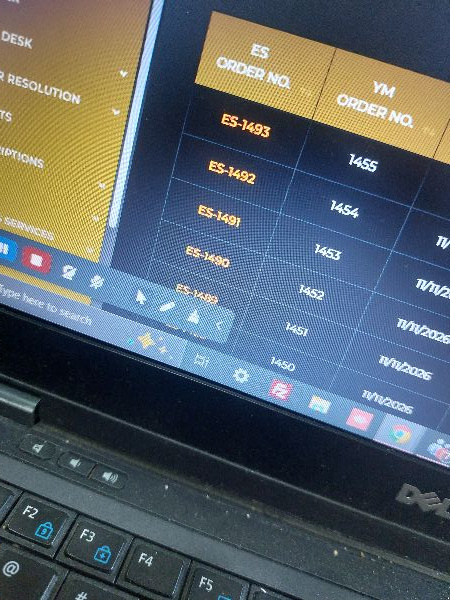 DESK
R RESOLUTION
TS
RIPTIONS
SERVICES
ES
ORDER NO.
YM
ORDER NO.
ES-1493
1455
ES-1492
1454
11/
ES-1491
1453
11/11/2
ES-1490
1452
11/11/2026
ES-1489
1451
11/11/2026
1450
11/11/2026
Type here to search
DELL
F2
F3
F4
F5
@
#